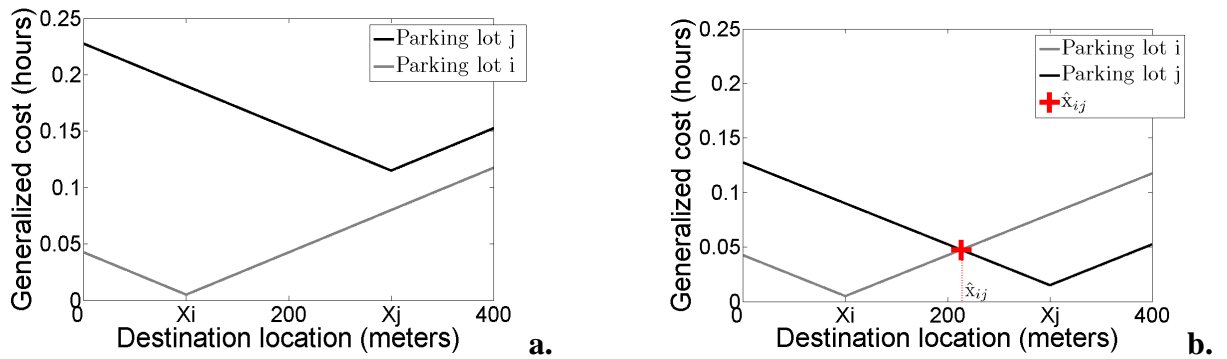 0.25
0.2
0.15
0.1
0.05
0
Generalized cost (hours)
Parking lot j
Parking lot i
0 Xi 200 Xj 400
Destination location (meters)
a.
0.25
0.2
0.15
0.1
0.05
0
Generalized cost (hours)
Parking lot i
Parking lot j
x̂ij
x̂ij
0 Xi 200 Xj 400
Destination location (meters)
b.